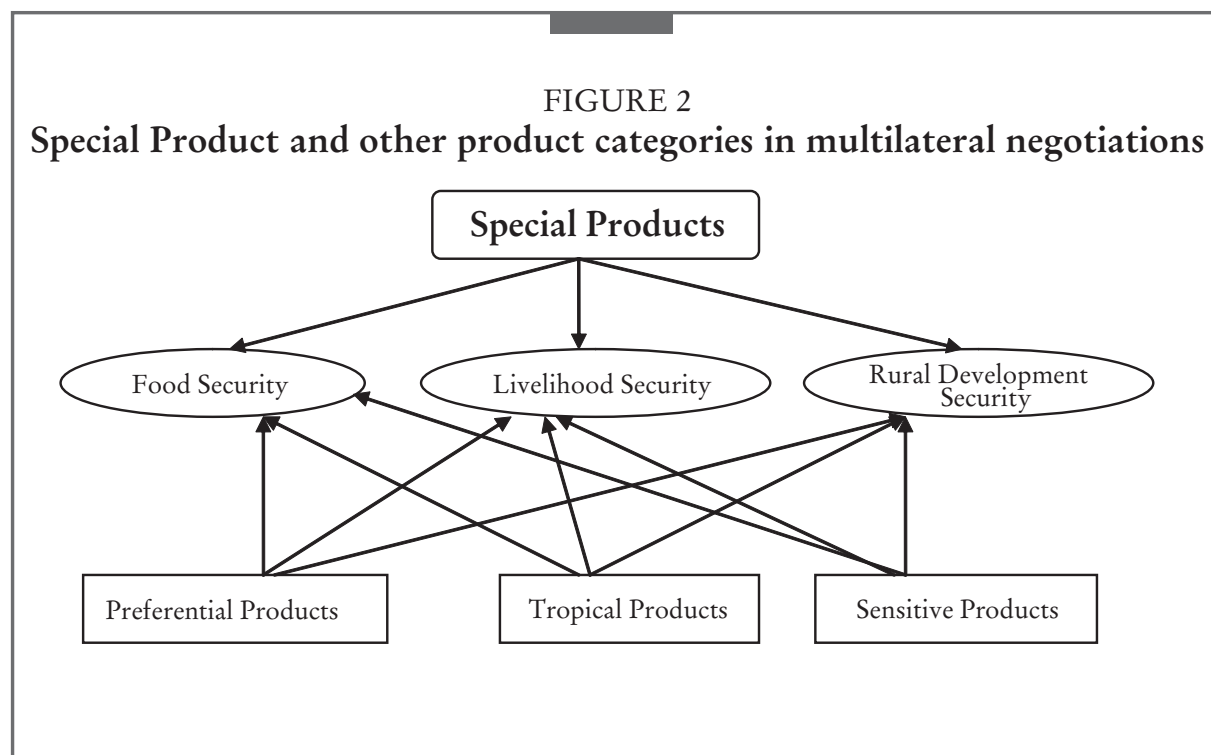 FIGURE 2
Special Product and other product categories in multilateral negotiations
Special Products
Food Security
Livelihood Security
Rural Development
Security
Preferential Products
Tropical Products
Sensitive Products